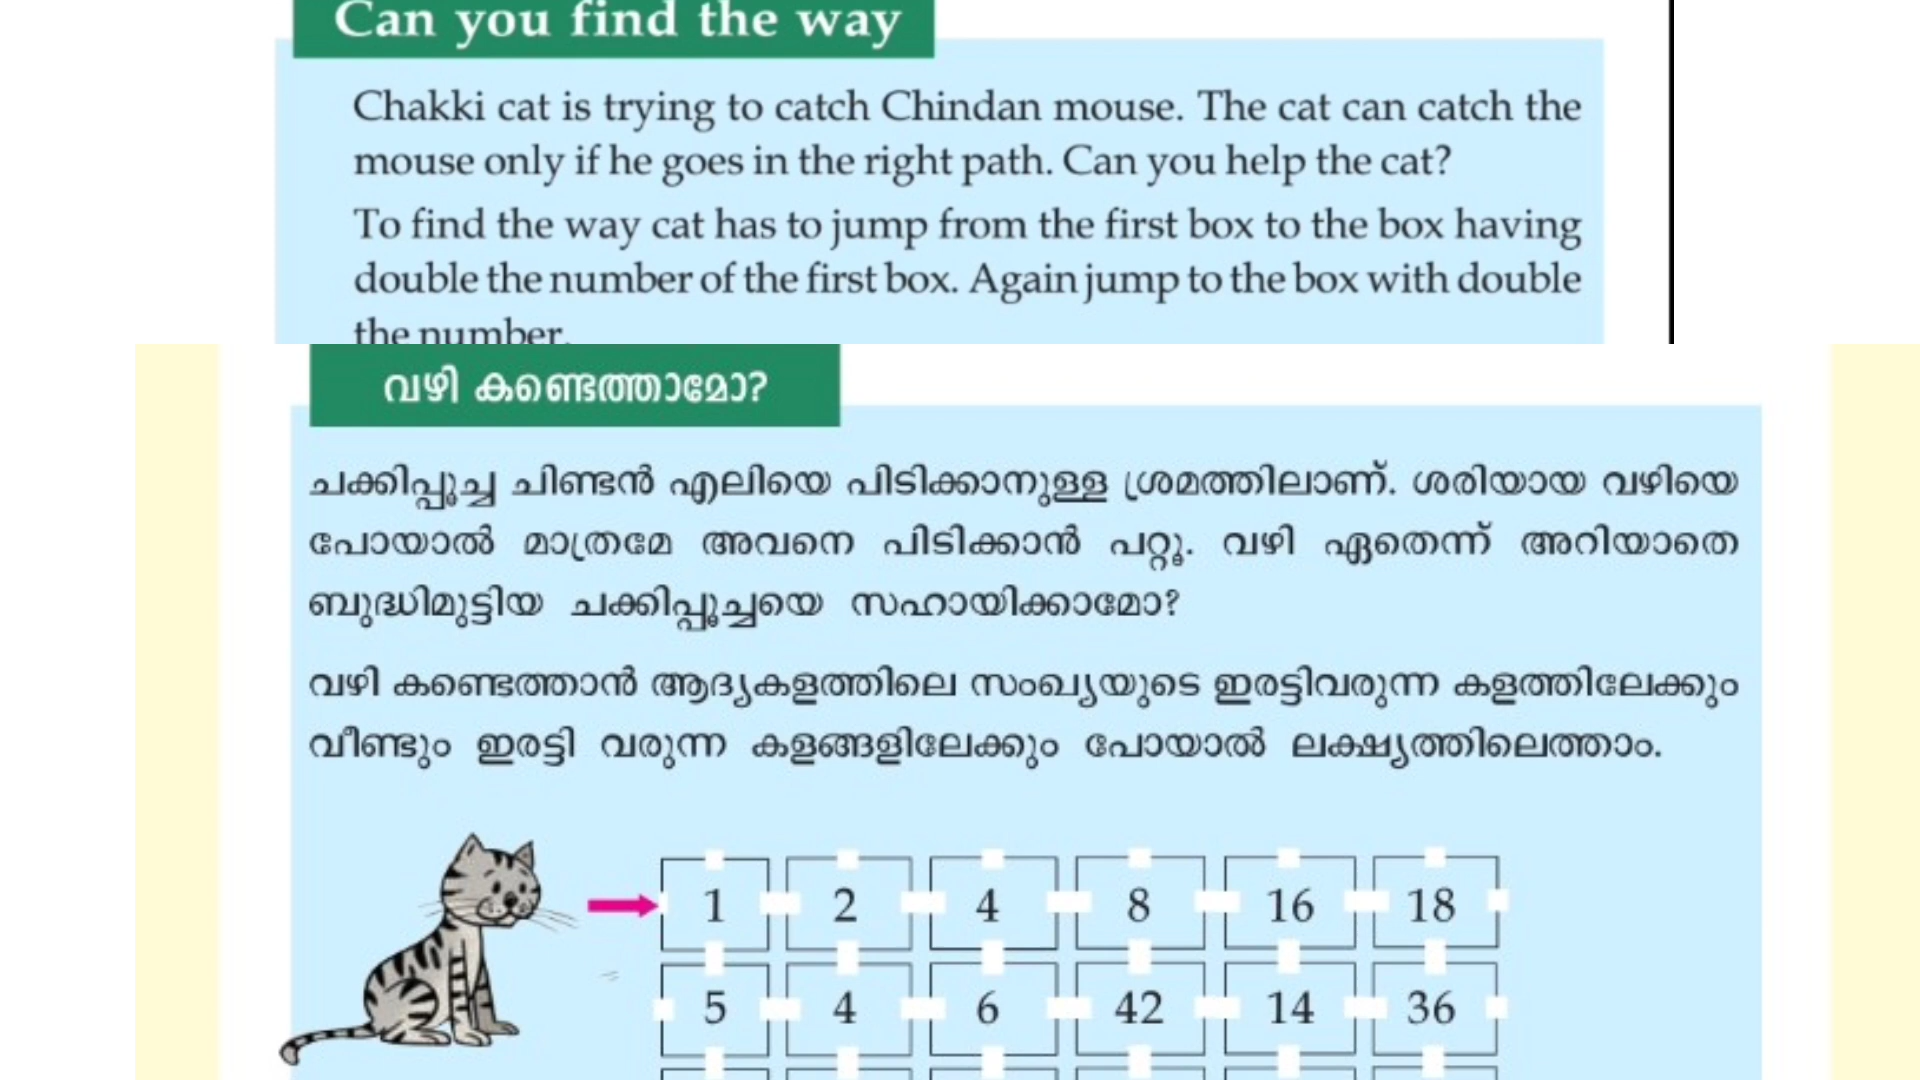 Can you find the way
Chakki cat is trying to catch Chindan mouse. The cat can catch the
mouse only if he goes in the right path. Can you help the cat?
To find the way cat has to jump from the first box to the box having
double the number of the first box. Again jump to the box with double
the number.
വഴി കണ്ടെത്താമോ?
ചക്കിപ്പൂച്ച ചിണ്ടൻ എലിയെ പിടിക്കാനുള്ള ശ്രമത്തിലാണ്. ശരിയായ വഴിയെ
പോയാൽ മാത്രമേ അവനെ പിടിക്കാൻ പറ്റൂ. വഴി ഏതെന്ന് അറിയാതെ
ബുദ്ധിമുട്ടിയ ചക്കിപ്പൂച്ചയെ സഹായിക്കാമോ?
വഴി കണ്ടെത്താൻ ആദ്യകളത്തിലെ സംഖ്യയുടെ ഇരട്ടിവരുന്ന കളത്തിലേക്കും
വീണ്ടും ഇരട്ടി വരുന്ന കളങ്ങളിലേക്കും പോയാൽ ലക്ഷ്യത്തിലെത്താം.
1 2 4 8 16 18
5 4 6 42 14 36